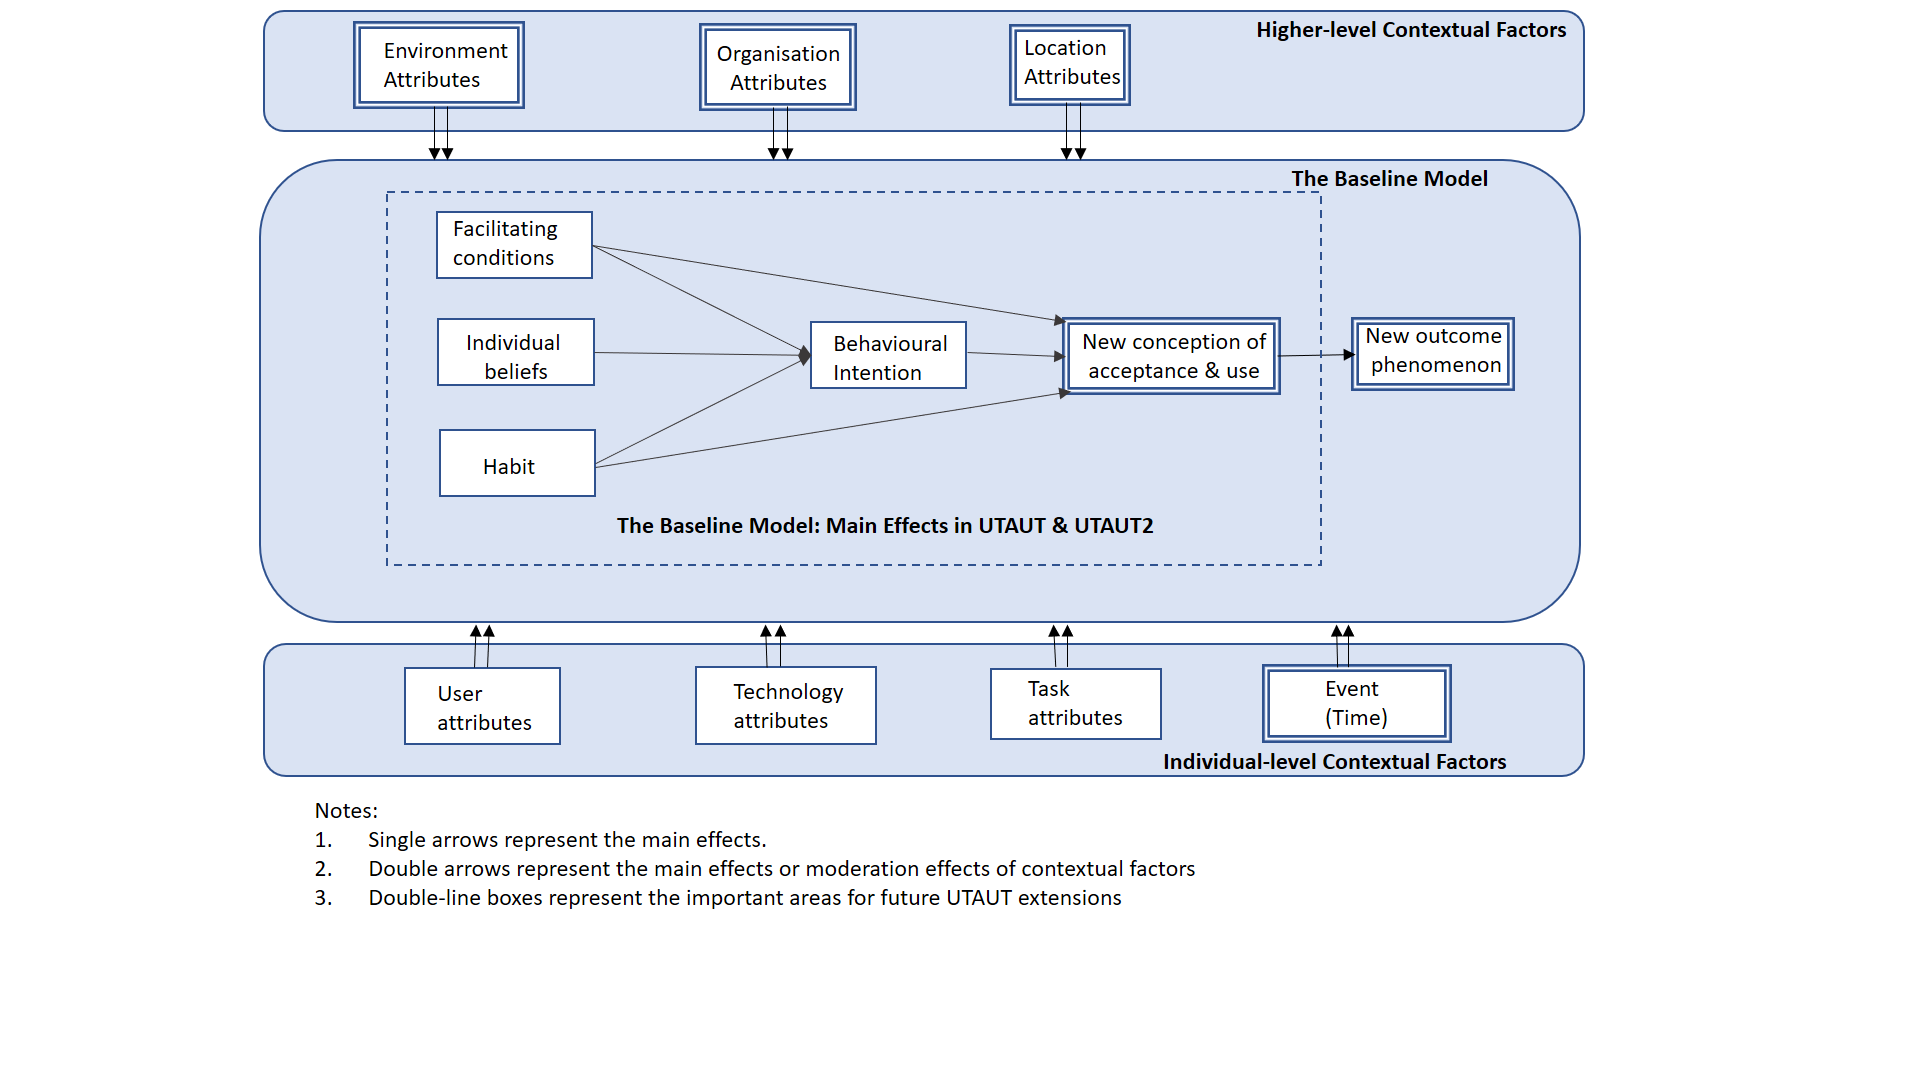 Higher-level Contextual Factors
Environment
Attributes
Organisation
Attributes
Location
Attributes
The Baseline Model
Facilitating
conditions
Individual
beliefs
Habit
Behavioural
Intention
New conception of
acceptance & use
New outcome
phenomenon
The Baseline Model: Main Effects in UTAUT & UTAUT2
User
attributes
Technology
attributes
Task
attributes
Event
(Time)
Individual-level Contextual Factors
Notes:
1. Single arrows represent the main effects.
2. Double arrows represent the main effects or moderation effects of contextual factors
3. Double-line boxes represent the important areas for future UTAUT extensions